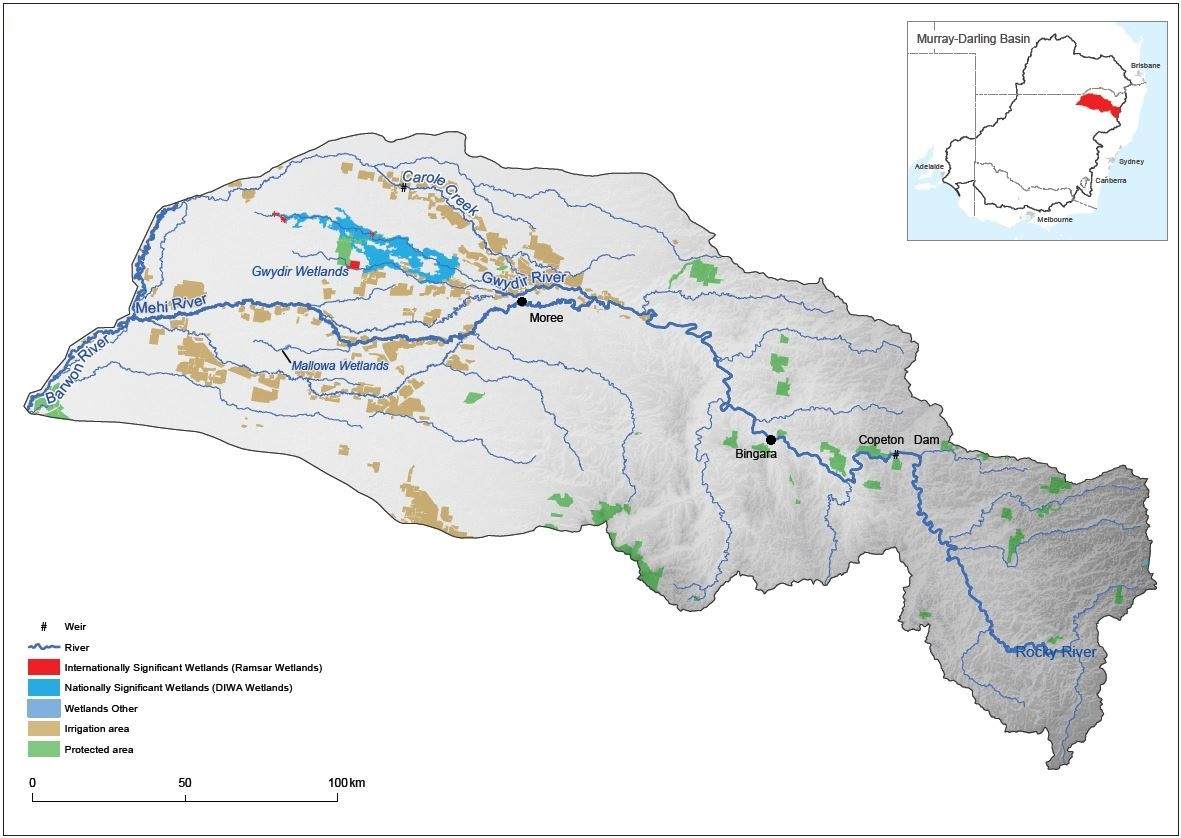 Murray-Darling Basin
Brisbane
Adelaide
Sydney
Canberra
Melbourne
Carole Creek
#
Gwydir Wetlands
Gwydir River
Mehi River
Moree
Barwon River
Mallowa Wetlands
Bingara
Copeton Dam
#
Rocky River
# Weir
River
Internationally Significant Wetlands (Ramsar Wetlands)
Nationally Significant Wetlands (DIWA Wetlands)
Wetlands Other
Irrigation area
Protected area
0 50 100km